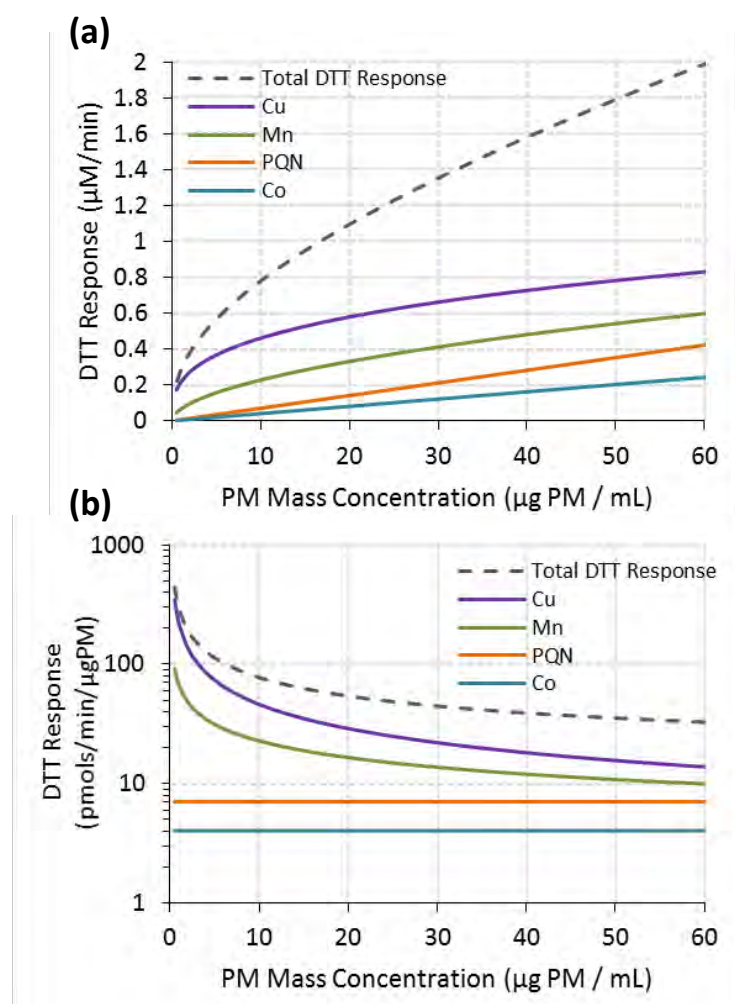 (a)
2
1.8
1.6
1.4
1.2
1
0.8
0.6
0.4
0.2
0
DTT Response (µM/min)
Total DTT Response
Cu
Mn
PQN
Co
0 10 20 30 40 50 60
PM Mass Concentration (µg PM / mL)
(b)
1000
100
10
1
DTT Response
(pmols/min/µgPM)
Total DTT Response
Cu
Mn
PQN
Co
0 10 20 30 40 50 60
PM Mass Concentration (µg PM / mL)